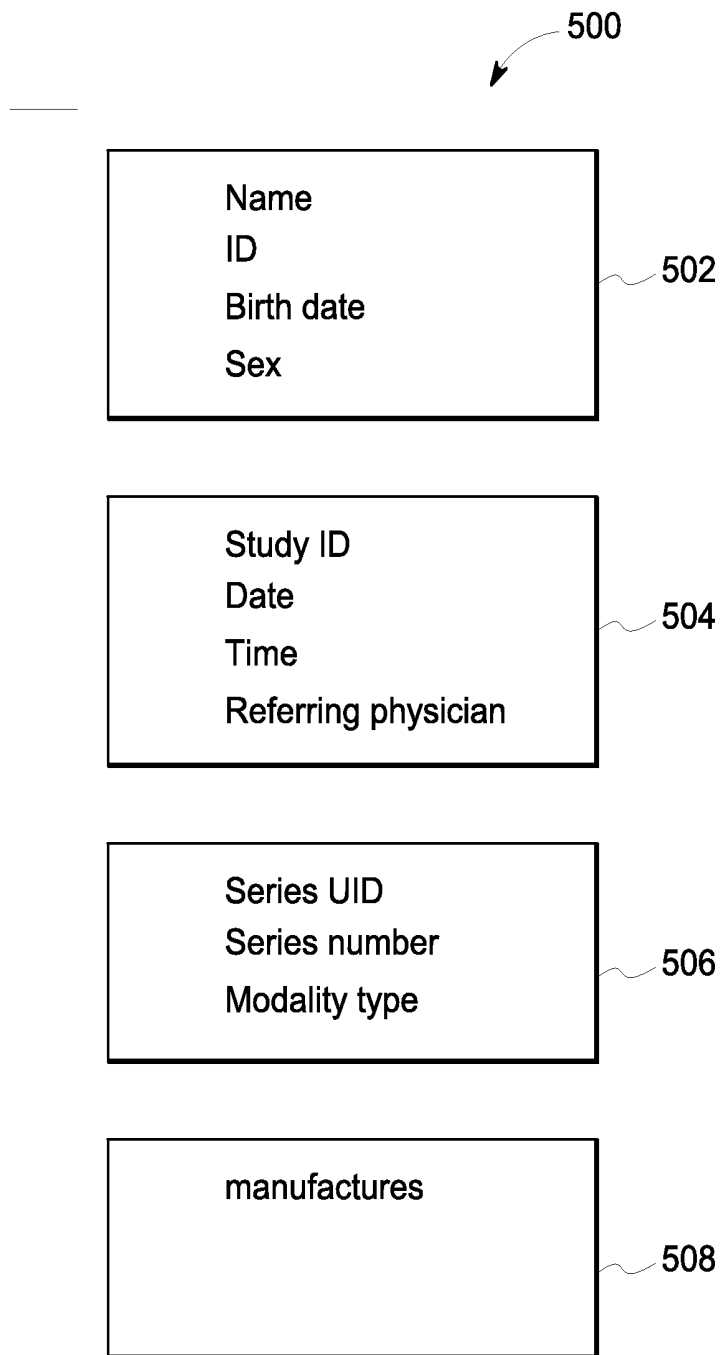 500
Name
ID
Birth date
Sex
502
Study ID
Date
Time
Referring physician
504
Series UID
Series number
Modality type
506
manufactures
508